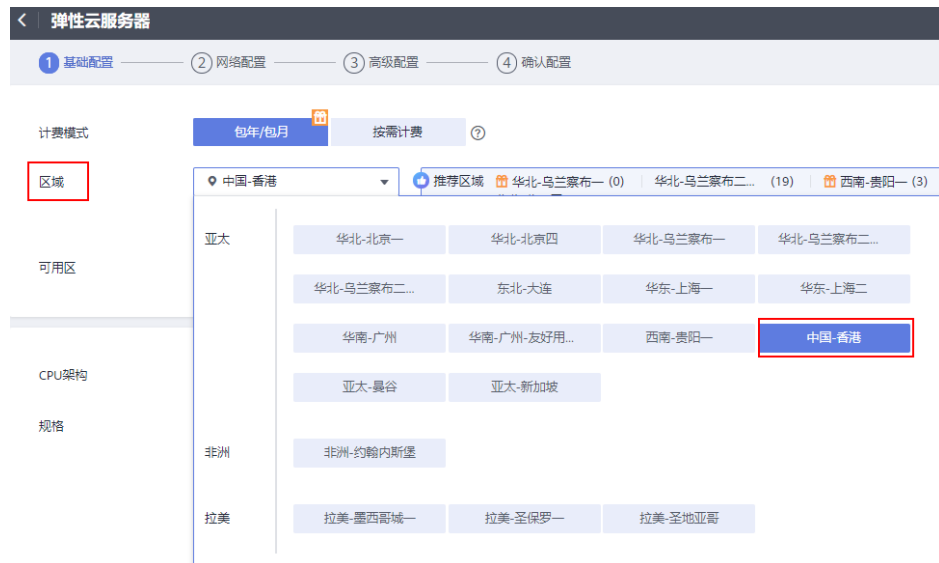 弹性云服务器
1 基础配置 2 网络配置 3 高级配置 4 确认配置
计费模式 包年/包月 按需计费 ?
区域 中国-香港 推荐区域 华北-乌兰察布一 (0) 华北-乌兰察布二... (19) 西南-贵阳一 (3)
亚太 华北-北京一 华北-北京四 华北-乌兰察布一 华北-乌兰察布二...
可用区
华北-乌兰察布二... 东北-大连 华东-上海一 华东-上海二
华南-广州 华南-广州-友好用... 西南-贵阳一 中国-香港
CPU架构
亚太-曼谷 亚太-新加坡
规格
非洲 非洲-约翰内斯堡
拉美 拉美-墨西哥城一 拉美-圣保罗一 拉美-圣地亚哥